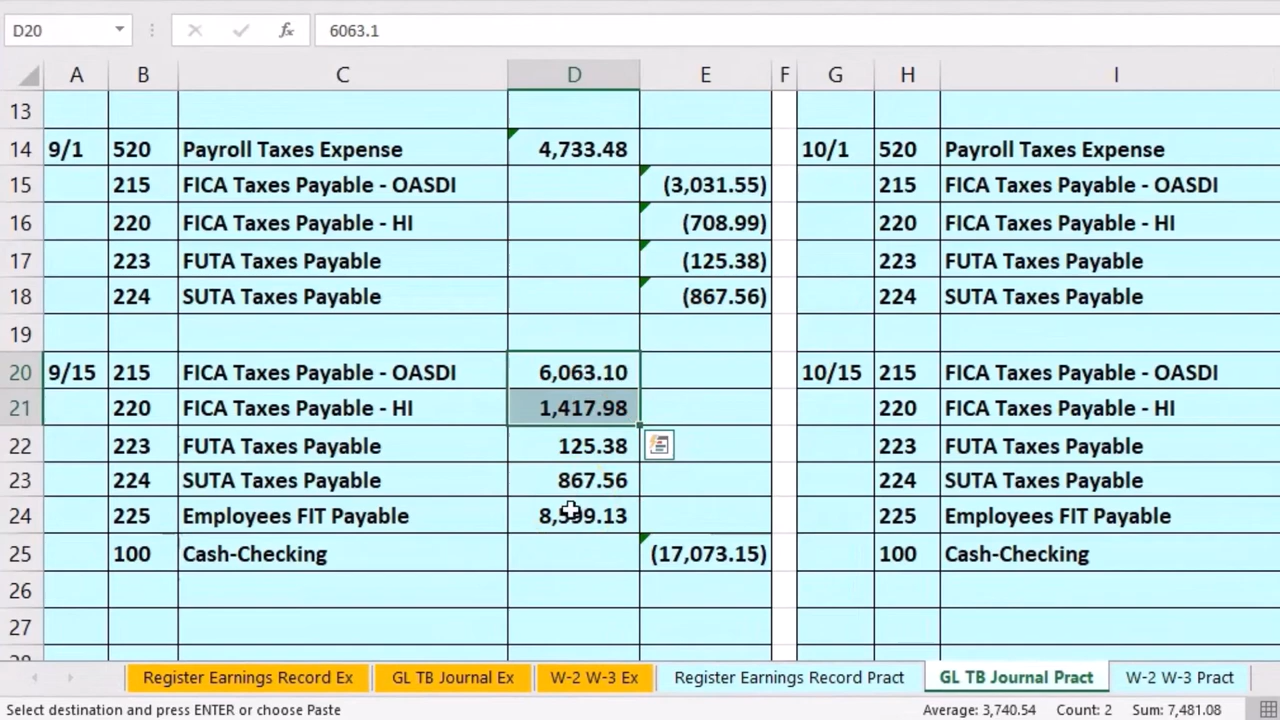 D20 fx 6063.1
A B C D E F G H I
13
14 9/1 520 Payroll Taxes Expense 4,733.48 10/1 520 Payroll Taxes Expense
15 215 FICA Taxes Payable - OASDI (3,031.55) 215 FICA Taxes Payable - OASDI
16 220 FICA Taxes Payable - HI (708.99) 220 FICA Taxes Payable - HI
17 223 FUTA Taxes Payable (125.38) 223 FUTA Taxes Payable
18 224 SUTA Taxes Payable (867.56) 224 SUTA Taxes Payable
19
20 9/15 215 FICA Taxes Payable - OASDI 6,063.10 10/15 215 FICA Taxes Payable - OASDI
21 220 FICA Taxes Payable - HI 1,417.98 220 FICA Taxes Payable - HI
22 223 FUTA Taxes Payable 125.38 223 FUTA Taxes Payable
23 224 SUTA Taxes Payable 867.56 224 SUTA Taxes Payable
24 225 Employees FIT Payable 225 Employees FIT Payable
25 100 Cash-Checking (17,073.15) 100 Cash-Checking
26
27
Register Earnings Record Ex GL TB Journal Ex W-2 W-3 Ex Register Earnings Record Pract GL TB Journal Pract W-2 W-3 Pract
Select destination and press ENTER or choose Paste Average: 3,740.54 Count: 2 Sum: 7,481.08